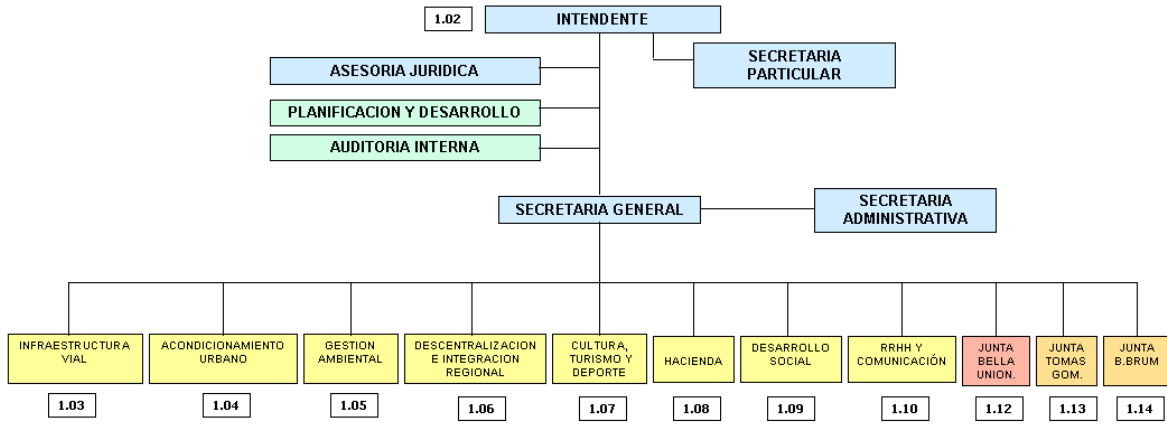 1.02
INTENDENTE
SECRETARIA
PARTICULAR
ASESORIA JURIDICA
PLANIFICACION Y DESARROLLO
AUDITORIA INTERNA
SECRETARIA GENERAL
SECRETARIA
ADMINISTRATIVA
INFRAESTRUCTURA
VIAL
ACONDICIONAMIENTO
URBANO
GESTION
AMBIENTAL
DESCENTRALIZACION
E INTEGRACION
REGIONAL
CULTURA,
TURISMO Y
DEPORTE
HACIENDA
DESARROLLO
SOCIAL
RRHH Y
COMUNICACIÓN
JUNTA
BELLA
UNION.
JUNTA
TOMAS
GOM.
JUNTA
B.BRUM
1.03
1.04
1.05
1.06
1.07
1.08
1.09
1.10
1.12
1.13
1.14